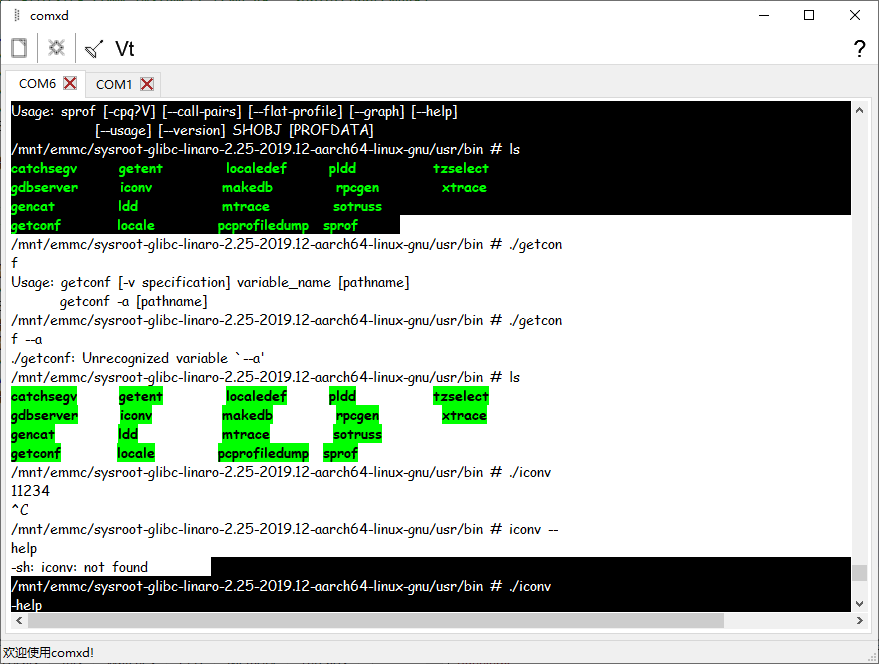 comxd
Vt
?
COM6 COM1
Usage: sprof [-cpq?V] [--call-pairs] [--flat-profile] [--graph] [--help]
[--usage] [--version] SHOBJ [PROFDATA]
/mnt/emmc/sysroot-glibc-linaro-2.25-2019.12-aarch64-linux-gnu/usr/bin # ls
catchsegv getent localedef pldd tzselect
gdbserver iconv makedb rpcgen xtrace
gencat ldd mtrace sotruss
getconf locale pcprofiledump sprof
/mnt/emmc/sysroot-glibc-linaro-2.25-2019.12-aarch64-linux-gnu/usr/bin # ./getcon
f
Usage: getconf [-v specification] variable_name [pathname]
getconf -a [pathname]
/mnt/emmc/sysroot-glibc-linaro-2.25-2019.12-aarch64-linux-gnu/usr/bin # ./getcon
f --a
./getconf: Unrecognized variable `--a'
/mnt/emmc/sysroot-glibc-linaro-2.25-2019.12-aarch64-linux-gnu/usr/bin # ls
catchsegv getent localedef pldd tzselect
gdbserver iconv makedb rpcgen xtrace
gencat ldd mtrace sotruss
getconf locale pcprofiledump sprof
/mnt/emmc/sysroot-glibc-linaro-2.25-2019.12-aarch64-linux-gnu/usr/bin # ./iconv
11234
^C
/mnt/emmc/sysroot-glibc-linaro-2.25-2019.12-aarch64-linux-gnu/usr/bin # iconv --
help
-sh: iconv: not found
/mnt/emmc/sysroot-glibc-linaro-2.25-2019.12-aarch64-linux-gnu/usr/bin # ./iconv
-help
欢迎使用comxd!